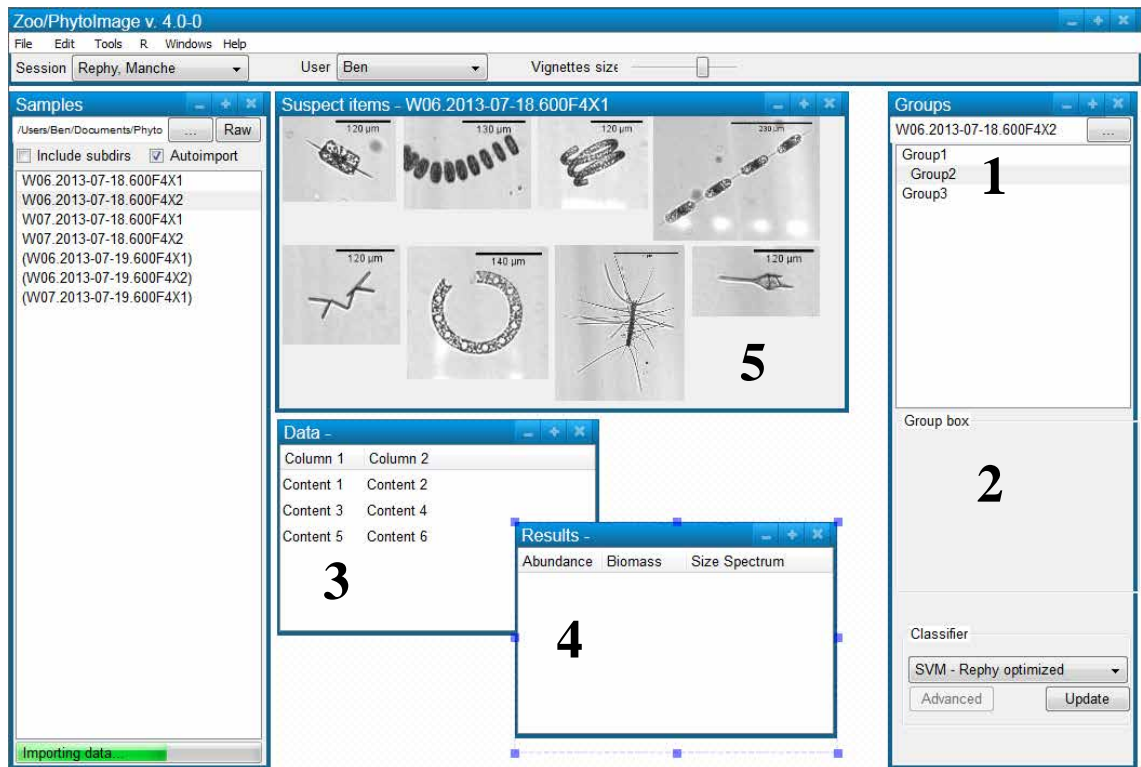 Zoo/PhytoImage v. 4.0-0
File Edit Tools R Windows Help
Session Rephy, Manche User Ben Vignettes size
Samples
/Users/Ben/Documents/Phyto ... Raw
Include subdirs Autoimport
W06.2013-07-18.600F4X1
W06.2013-07-18.600F4X2
W07.2013-07-18.600F4X1
W07.2013-07-18.600F4X2
(W06.2013-07-19.600F4X1)
(W06.2013-07-19.600F4X2)
(W07.2013-07-19.600F4X1)
Importing data...
Suspect items - W06.2013-07-18.600F4X1
120 µm 130 µm 120 µm 230 µm
120 µm 140 µm 120 µm
5
Data -
Column 1 Column 2
Content 1 Content 2
Content 3 Content 4
Content 5 Content 6
3
Results -
Abundance Biomass Size Spectrum
4
Groups
W06.2013-07-18.600F4X2 ...
Group1
Group2
Group3
1
Group box
2
Classifier
SVM - Rephy optimized
Advanced Update